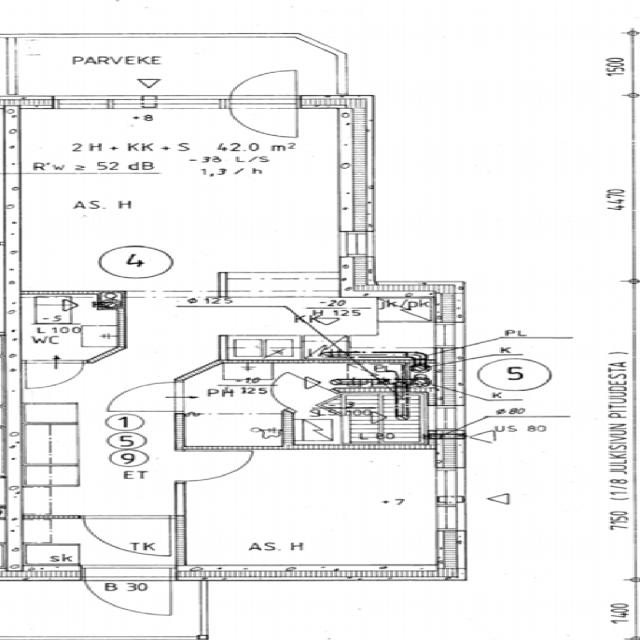 PARVEKE
1500
+8
2 H + KK + S 42.0 m²
-38 L/S
R'w ≥ 52 dB
1,3 / h
AS. H
4470
4
ø 125
-20
H 125
jk/pk
KK
-5
L 100
WC
PL
K
5
-10
PH
125
K
ø 80
US 80
L 80
1
5
9
ET
+7
7150 (1/8 JULKISIVUN PITUUDESTA)
TK
AS. H
sk
B 30
1400